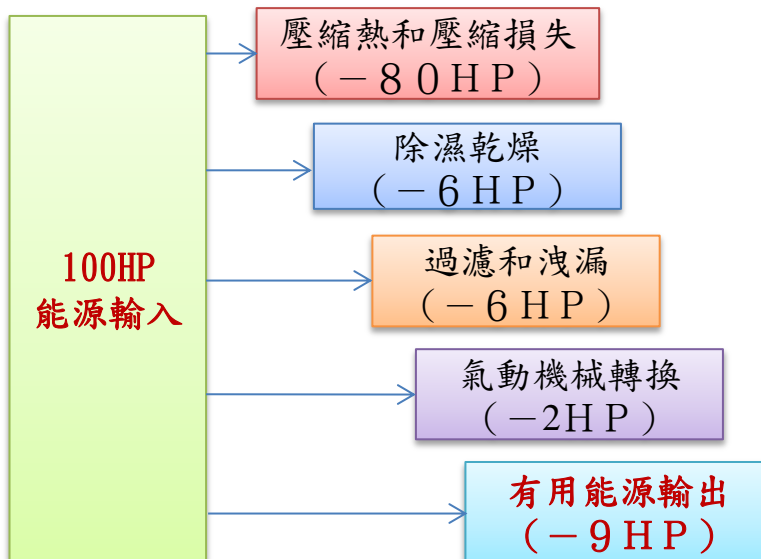 100HP
能源輸入
壓縮熱和壓縮損失
(－８０ＨＰ)
除濕乾燥
(－６ＨＰ)
過濾和洩漏
(－６ＨＰ)
氣動機械轉換
(－2ＨＰ)
有用能源輸出
(－９ＨＰ)